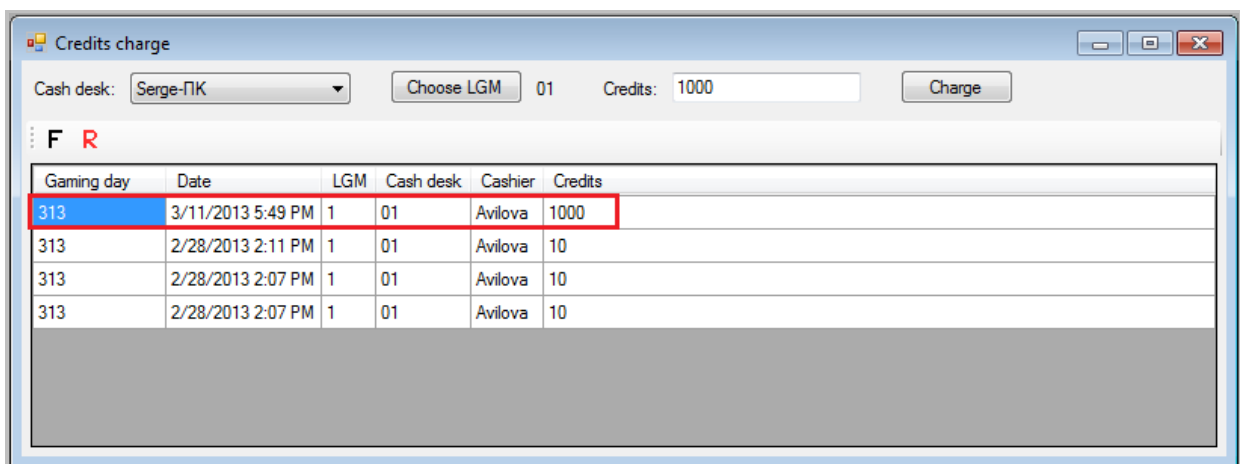 Credits charge
Cash desk: Serge-ПК Choose LGM 01 Credits: 1000 Charge
F R
Gaming day Date LGM Cash desk Cashier Credits
313 3/11/2013 5:49 PM 1 01 Avilova 1000
313 2/28/2013 2:11 PM 1 01 Avilova 10
313 2/28/2013 2:07 PM 1 01 Avilova 10
313 2/28/2013 2:07 PM 1 01 Avilova 10